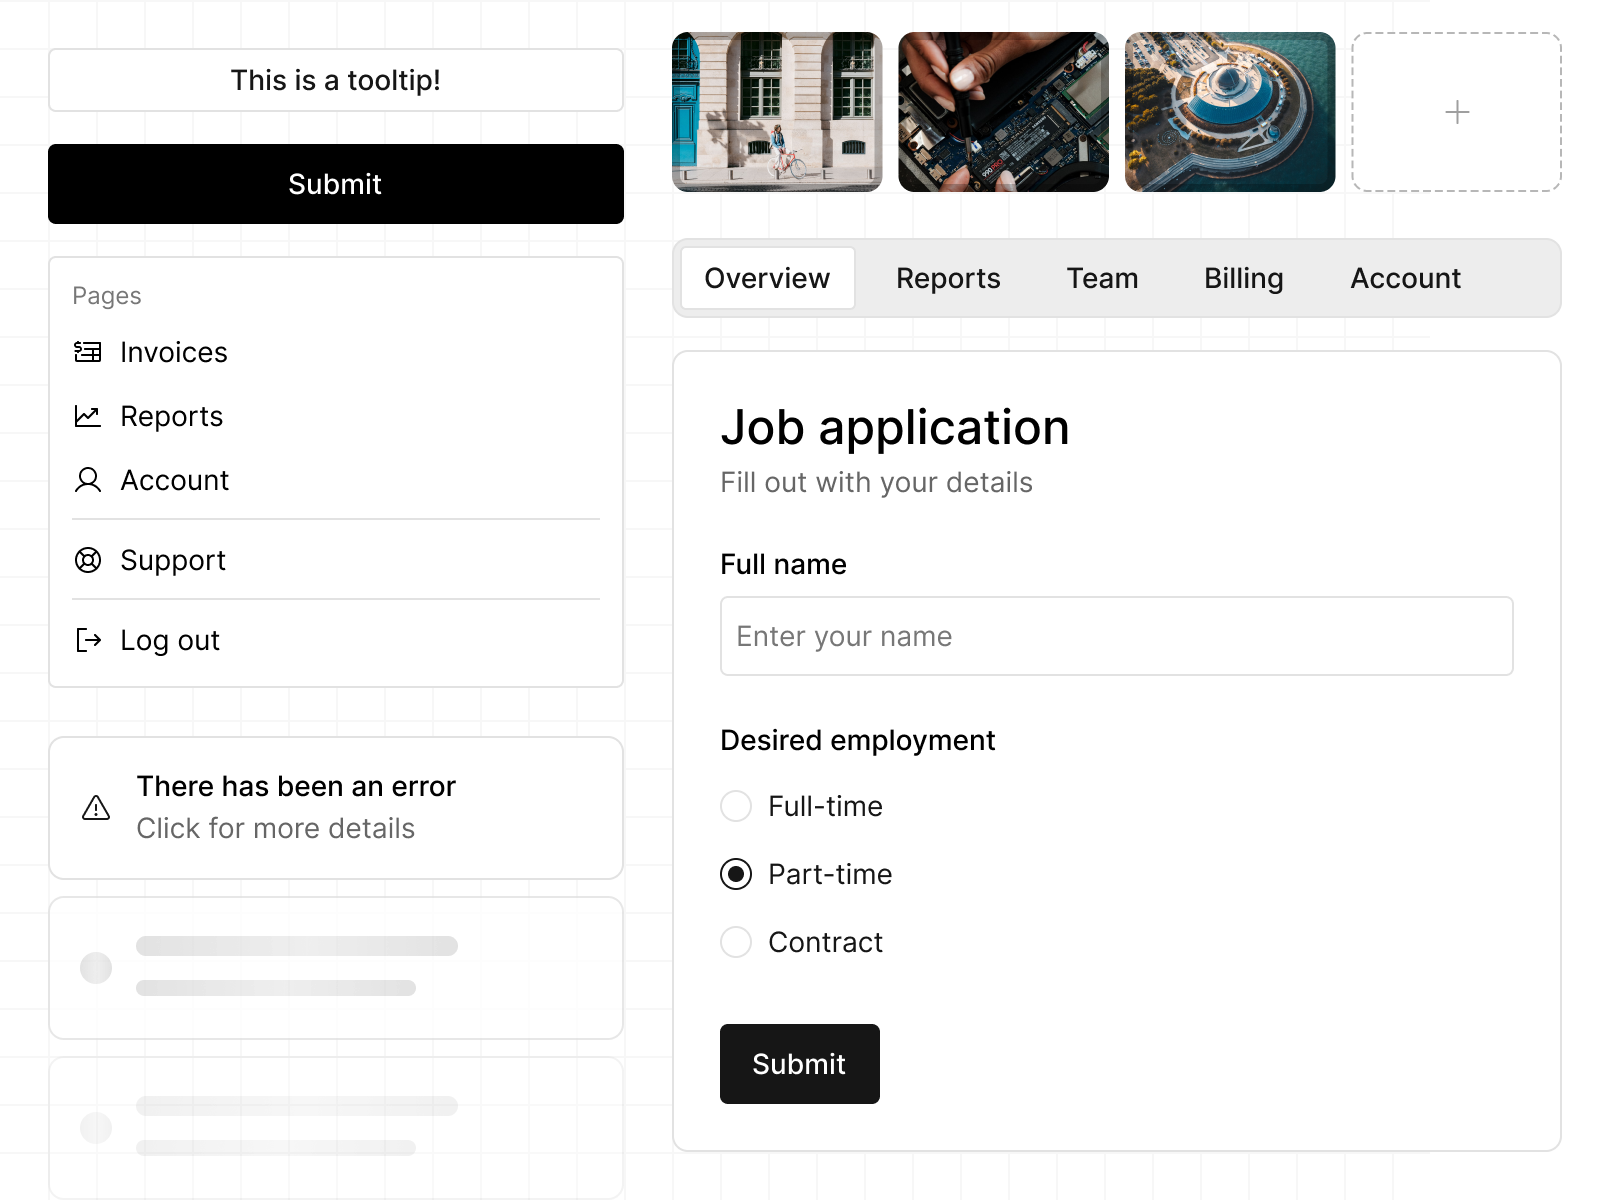 This is a tooltip!
Submit
Pages
Invoices
Reports
Account
Support
Log out
There has been an error
Click for more details
990 PRO
Overview
Reports
Team
Billing
Account
Job application
Fill out with your details
Full name
Enter your name
Desired employment
Full-time
Part-time
Contract
Submit